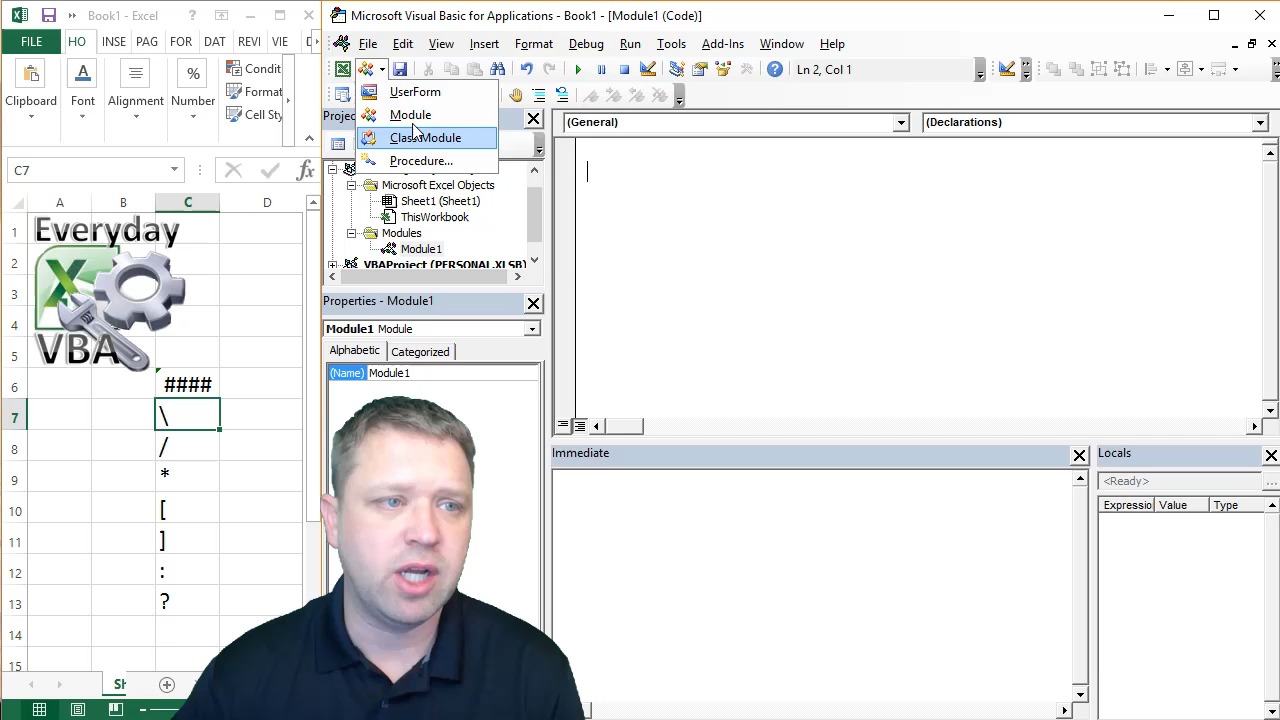 Book1 - Excel
FILE
HO
INSE
PAG
FOR
DAT
REVI
VIE
Clipboard
Font
Alignment
Number
Condit
Format
Cell Sty
A
%
C7
fx
A
B
C
D
1
2
3
4
5
6
7
8
9
10
11
12
13
14
15
Everyday
VBA
####
\
/
*
[
]
:
?
Sh
Microsoft Visual Basic for Applications - Book1 - [Module1 (Code)]
File
Edit
View
Insert
Format
Debug
Run
Tools
Add-Ins
Window
Help
Ln 2, Col 1
UserForm
Module
Class Module
Procedure...
Projec
Microsoft Excel Objects
Sheet1 (Sheet1)
ThisWorkbook
Modules
Module1
VBAProject (PERSONAL.XLSB)
Properties - Module1
Module1 Module
Alphabetic
Categorized
(Name)
Module1
(General)
(Declarations)
Immediate
Locals
<Ready>
...
Expressio
Value
Type